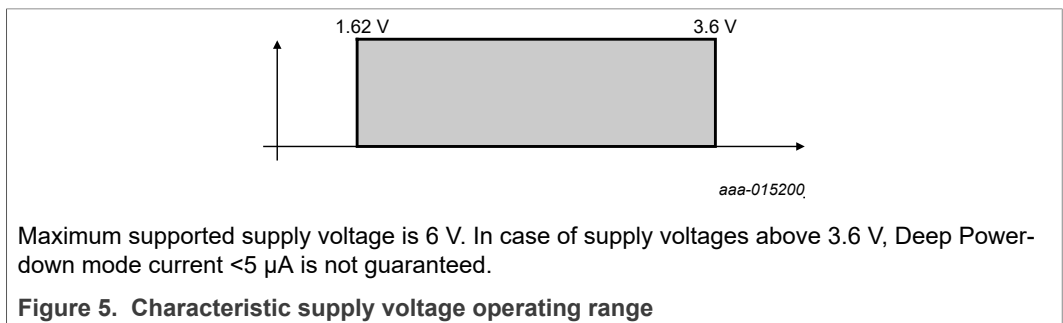 1.62 V 3.6 V
aaa-015200
Maximum supported supply voltage is 6 V. In case of supply voltages above 3.6 V, Deep Power-
down mode current <5 µA is not guaranteed.
Figure 5. Characteristic supply voltage operating range